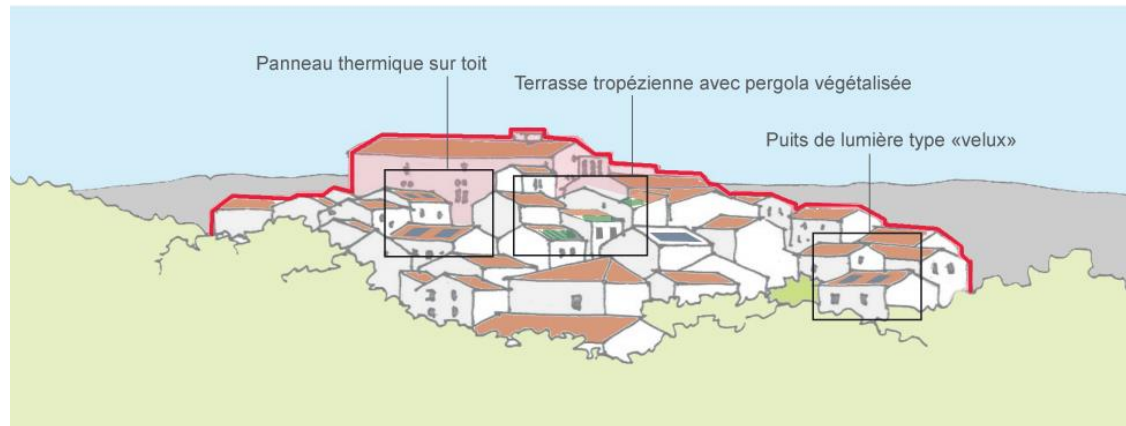 Panneau thermique sur toit
Terrasse tropézienne avec pergola végétalisée
Puits de lumière type «velux»